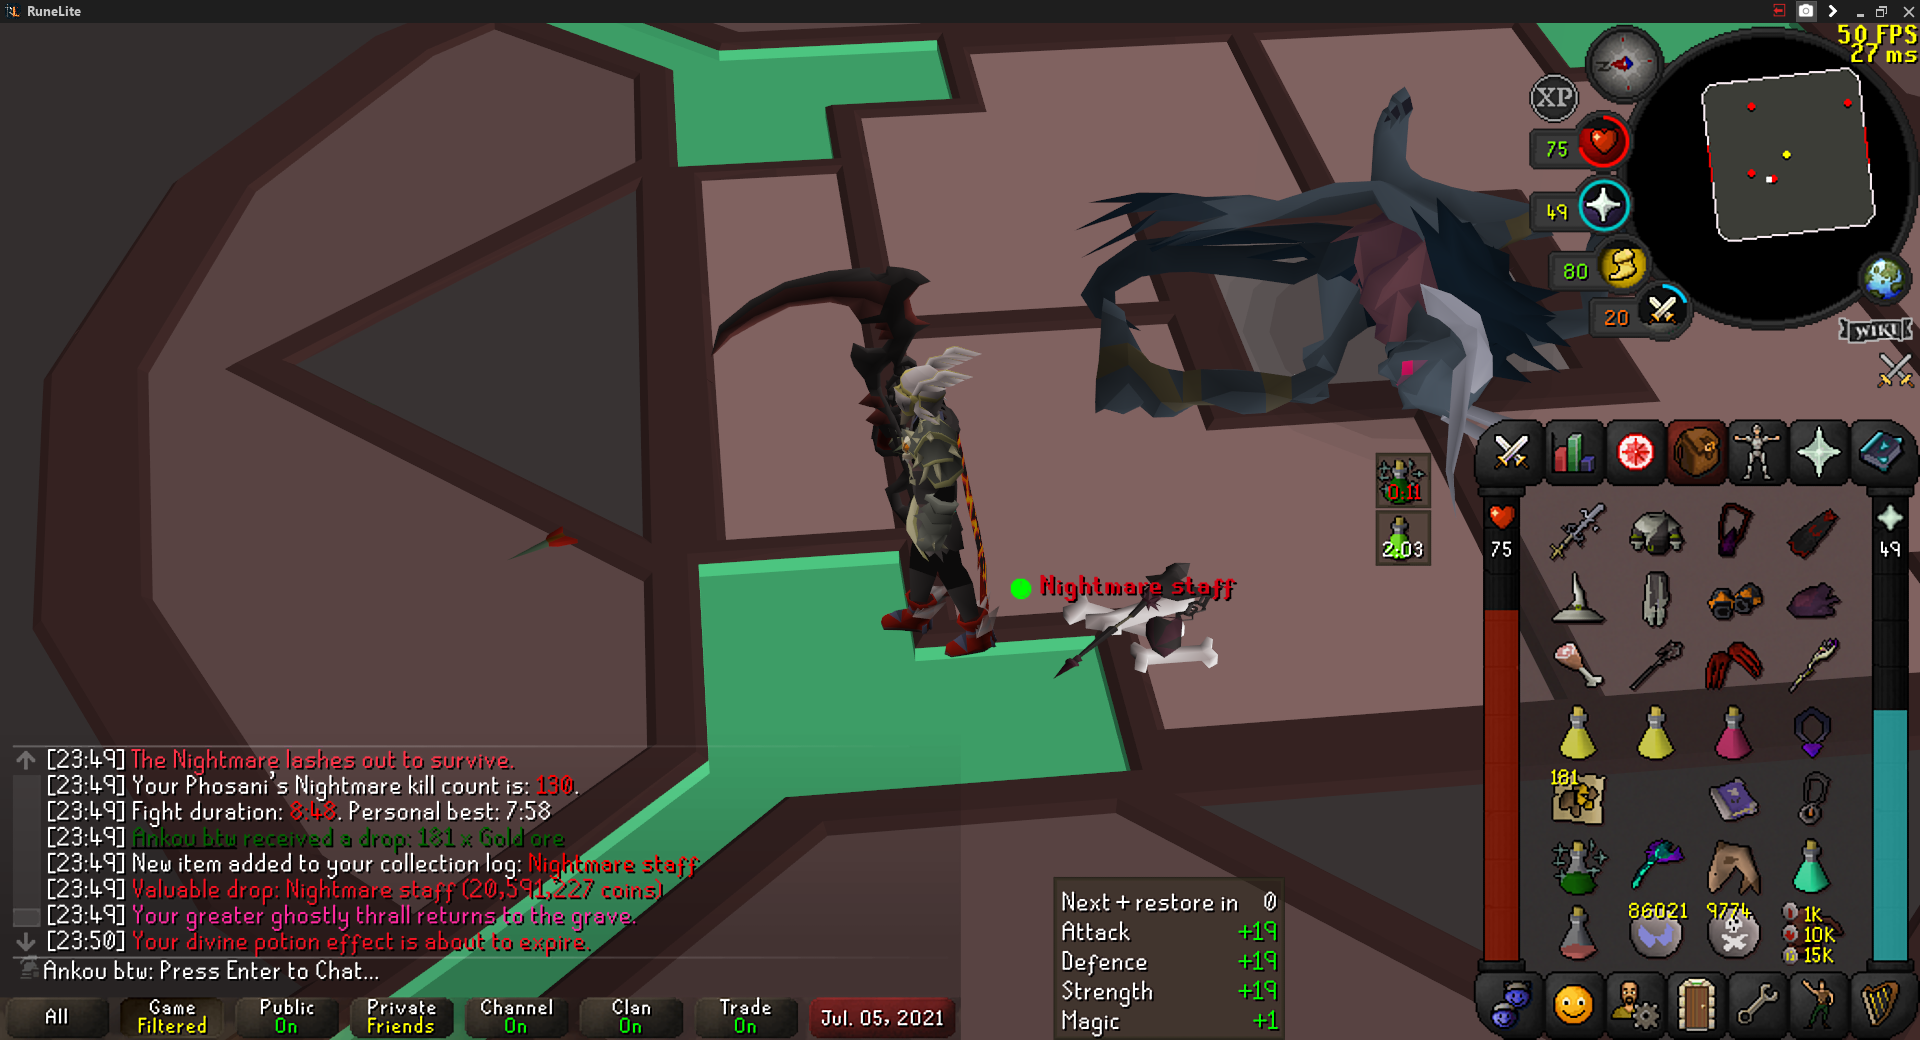 RuneLite
50 FPS
27 ms
XP
75
49
80
20
WIKI
0:11
2:03
Nightmare staff
75
49
181
86021
9774
1K
10K
15K
[23:49] The Nightmare lashes out to survive.
[23:49] Your Phosani's Nightmare kill count is: 130.
[23:49] Fight duration: 8:48. Personal best: 7:58
[23:49] Ankou btw received a drop: 181 x Gold ore
[23:49] New item added to your collection log: Nightmare staff
[23:49] Valuable drop: Nightmare staff (20,591,227 coins)
[23:49] Your greater ghostly thrall returns to the grave.
[23:50] Your divine potion effect is about to expire.
Ankou btw: Press Enter to Chat...
Next + restore in 0
Attack +19
Defence +19
Strength +19
Magic +1
All
Game
Filtered
Public
On
Private
Friends
Channel
On
Clan
On
Trade
On
Jul. 05, 2021